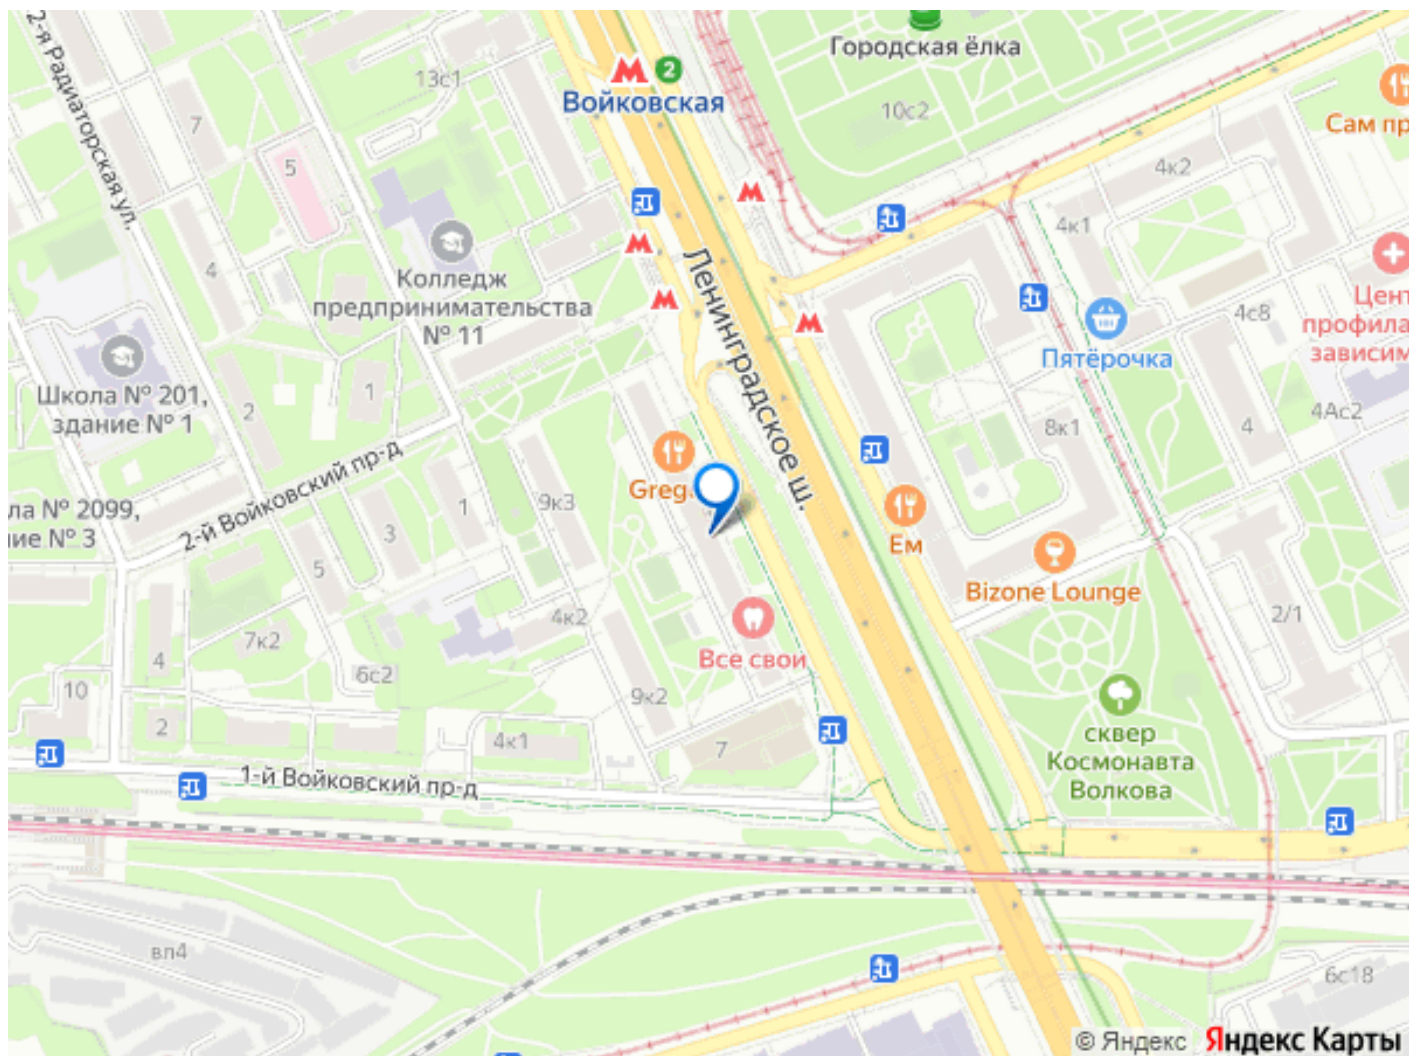 Городская ёлка
2
13с1
Войковская
10с2
Сам пр
2-я Радиаторская ул.
7
5
4к2
4к1
4
Колледж
предпринимательства
№ 11
Ленинградское ш.
Цент
профила
зависим
4с8
Пятёрочка
Школа № 201,
здание № 1
2
1
4Ас2
8к1
4
2-й Войковский пр-д
Grega
ла № 2099,
ие № 3
1
9к3
3
Ем
5
Bizone Lounge
4к2
2/1
7к2
4
Все свои
6с2
10
9к2
2
4к1
7
сквер
Космонавта
Волкова
1-й Войковский пр-д
вл4
6с18
© Яндекс Яндекс Карты